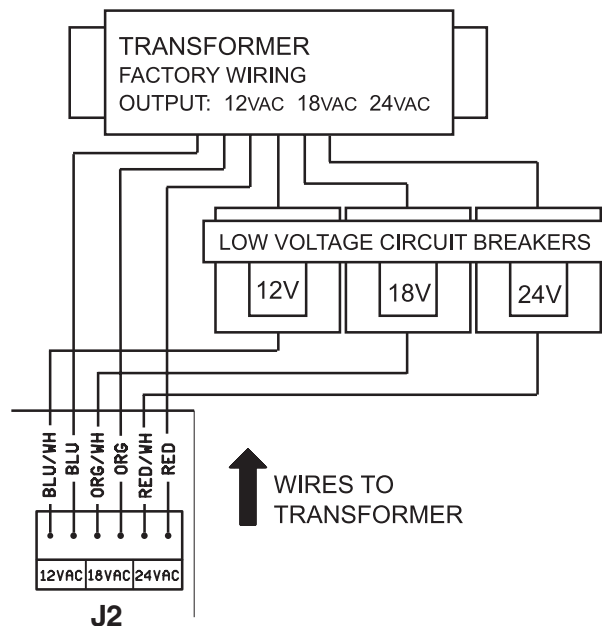 TRANSFORMER
FACTORY WIRING
OUTPUT: 12VAC 18VAC 24VAC
LOW VOLTAGE CIRCUIT BREAKERS
12V 18V 24V
BLU/WH
BLU
ORG/WH
ORG
RED/WH
RED
WIRES TO
TRANSFORMER
12VAC 18VAC 24VAC
J2